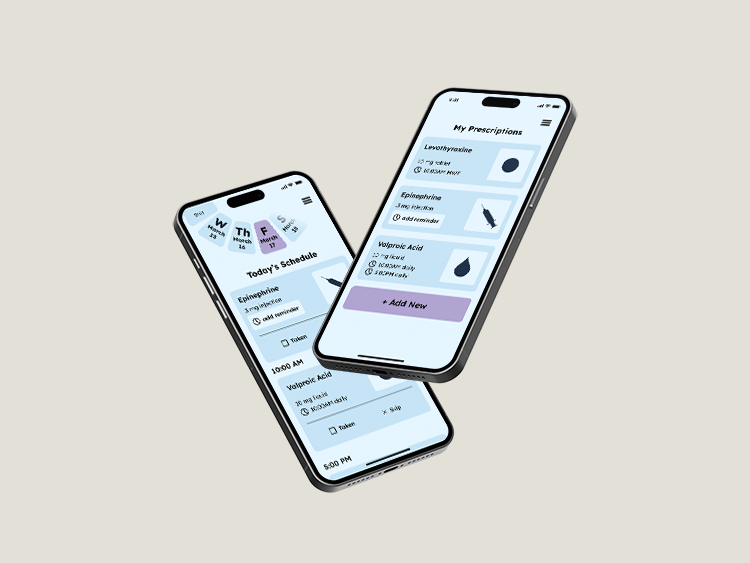 9:41
W
March
15
Th
March
16
F
March
17
S
March
18
Today's Schedule
Epinephrine
.3 mg injection
add reminder
Taken
10:00 AM
Valproic Acid
20 mg liquid
10:00AM daily
Taken
× Skip
5:00 PM
9:41
My Prescriptions
Levothyroxine
mg tablet
10:00AM
Epinephrine
.3 mg injection
add reminder
Valproic Acid
mg liquid
10:00AM daily
5:00PM daily
+ Add New